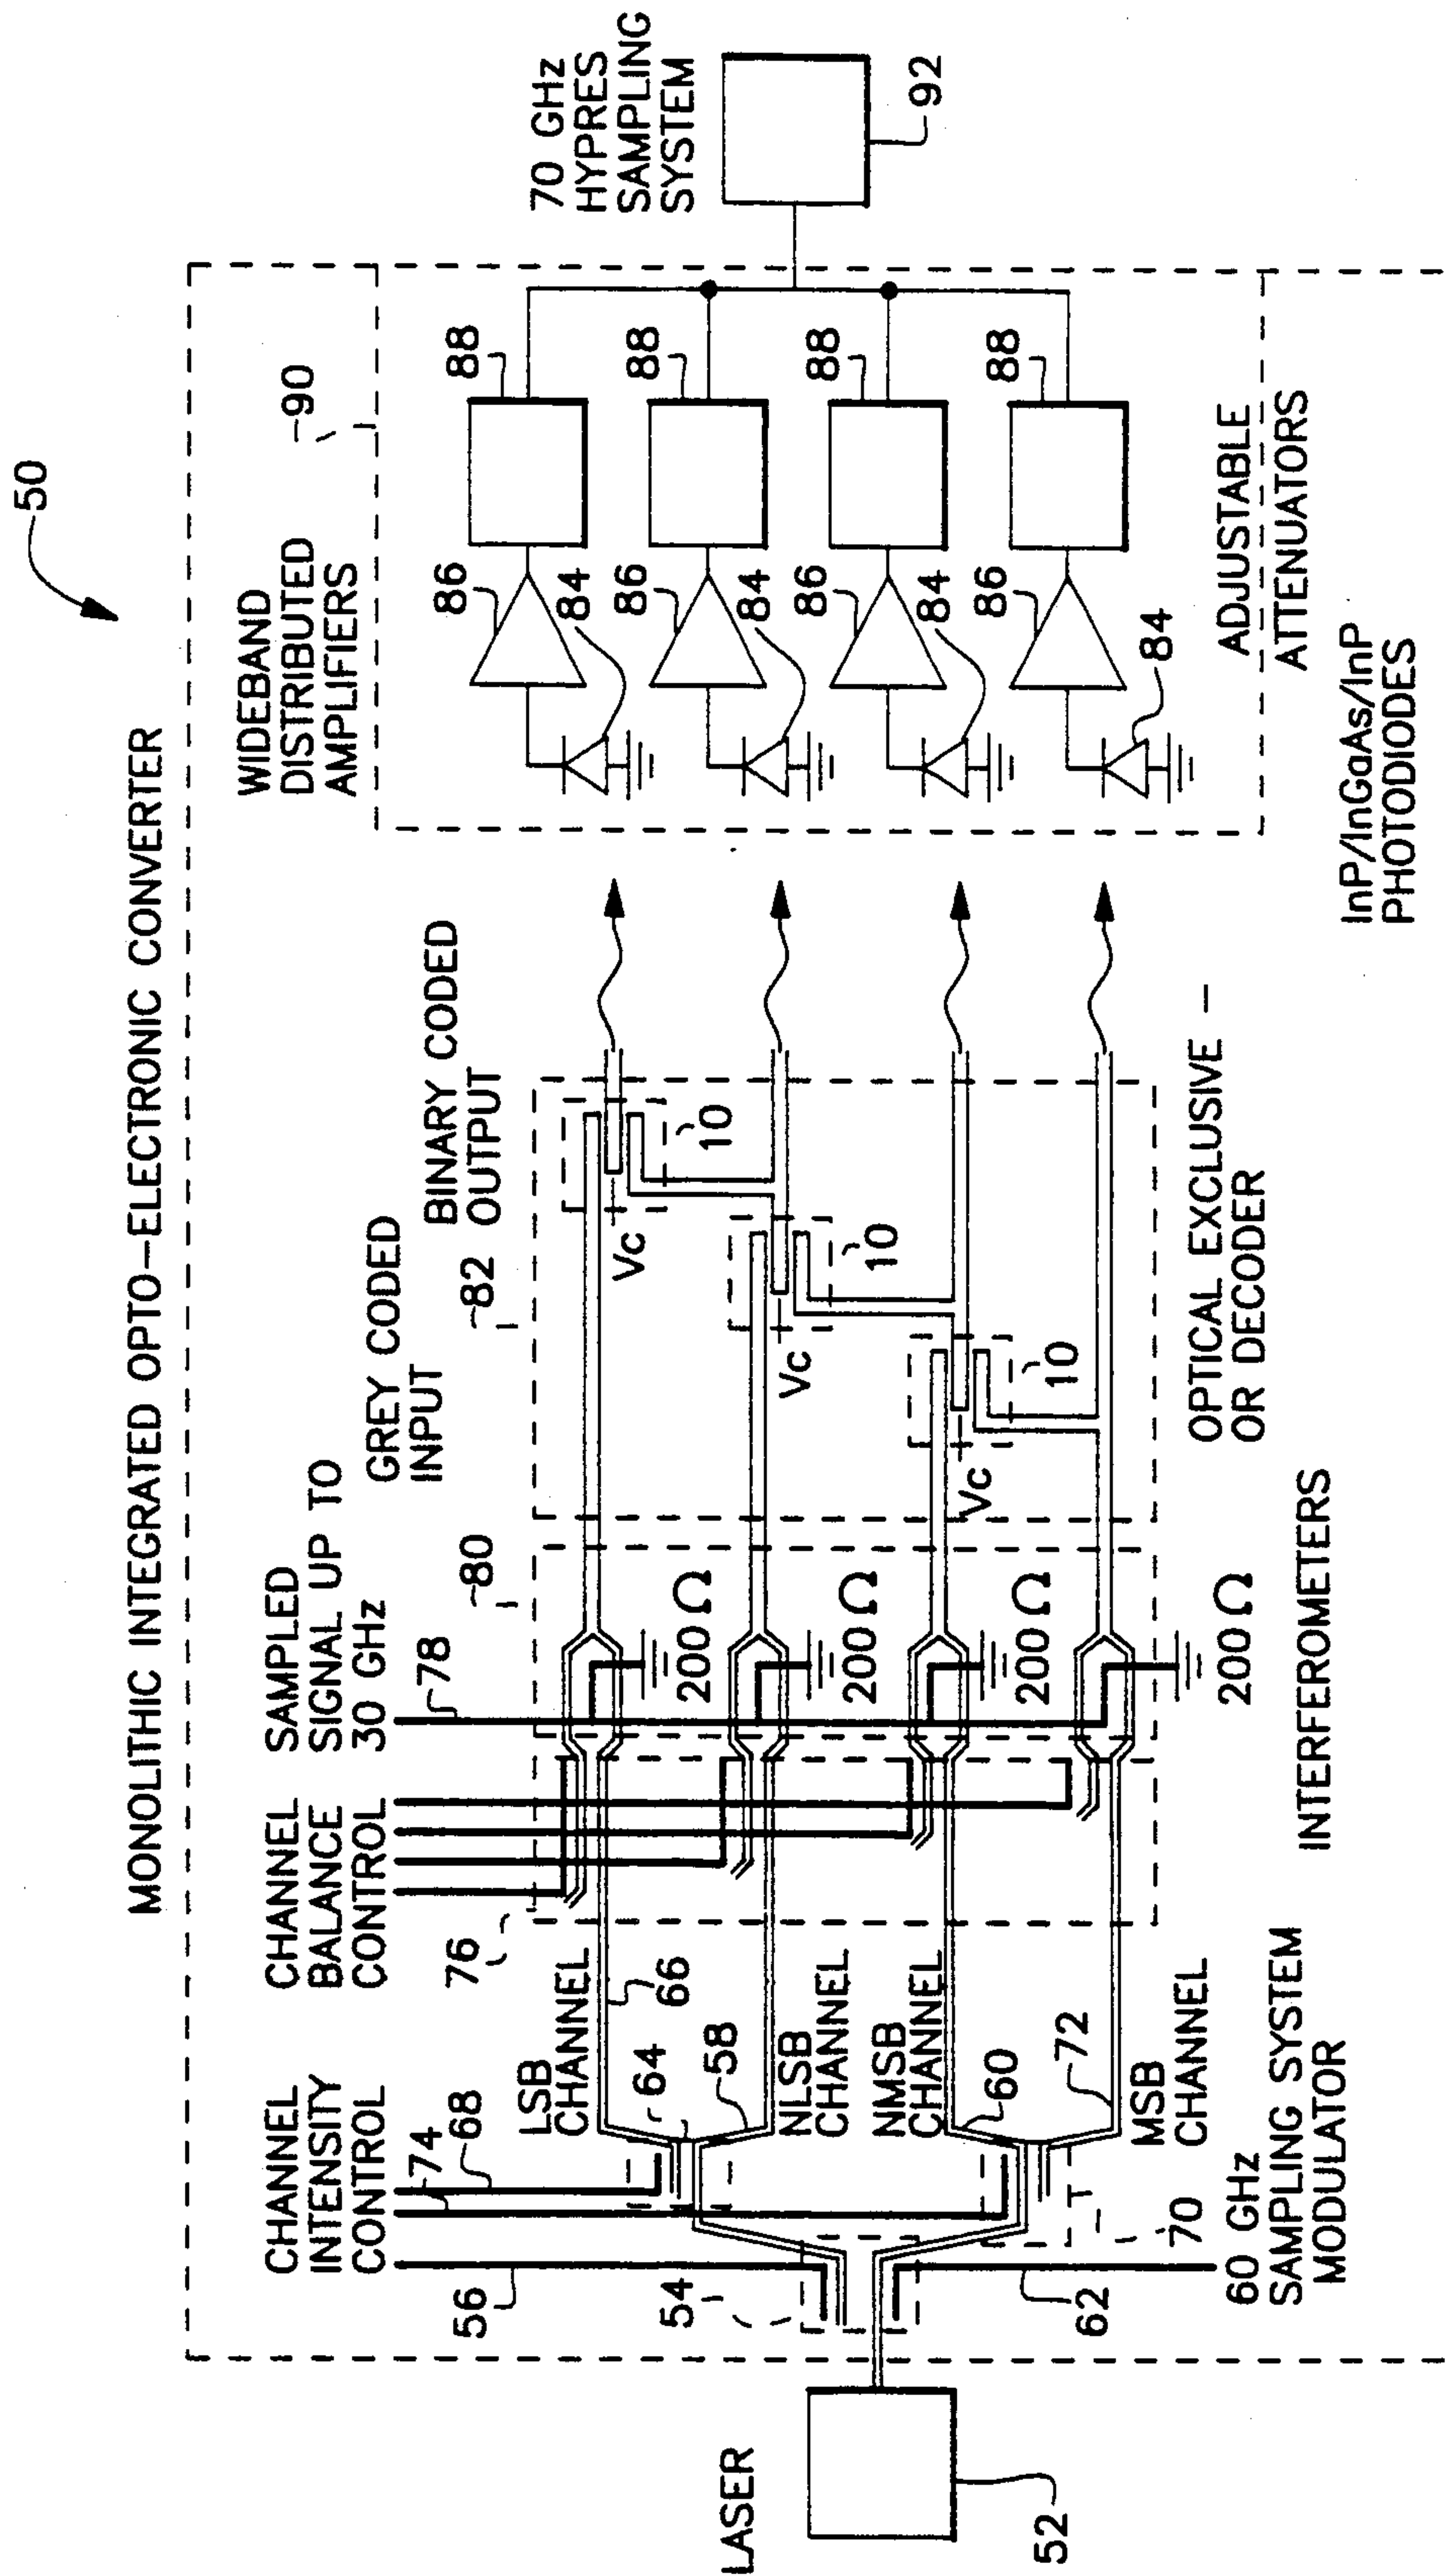 50
MONOLITHIC INTEGRATED OPTO–ELECTRONIC CONVERTER
CHANNEL
INTENSITY
CONTROL
74
68
56
CHANNEL
BALANCE
CONTROL
76
SAMPLED
SIGNAL UP TO
30 GHz
78
80
GREY CODED
INPUT
82
BINARY CODED
OUTPUT
WIDEBAND
DISTRIBUTED
AMPLIFIERS
90
LASER
52
54
62
60 GHz
SAMPLING SYSTEM
MODULATOR
64
70
LSB
CHANNEL
66
58
NLSB
CHANNEL
NMSB
CHANNEL
60
72
MSB
CHANNEL
200 Ω
200 Ω
200 Ω
200 Ω
INTERFEROMETERS
Vc
10
Vc
10
Vc
10
OPTICAL EXCLUSIVE –
OR DECODER
86
88
84
86
88
84
86
88
84
86
88
84
ADJUSTABLE
ATTENUATORS
InP/InGaAs/InP
PHOTODIODES
70 GHz
HYPRES
SAMPLING
SYSTEM
92